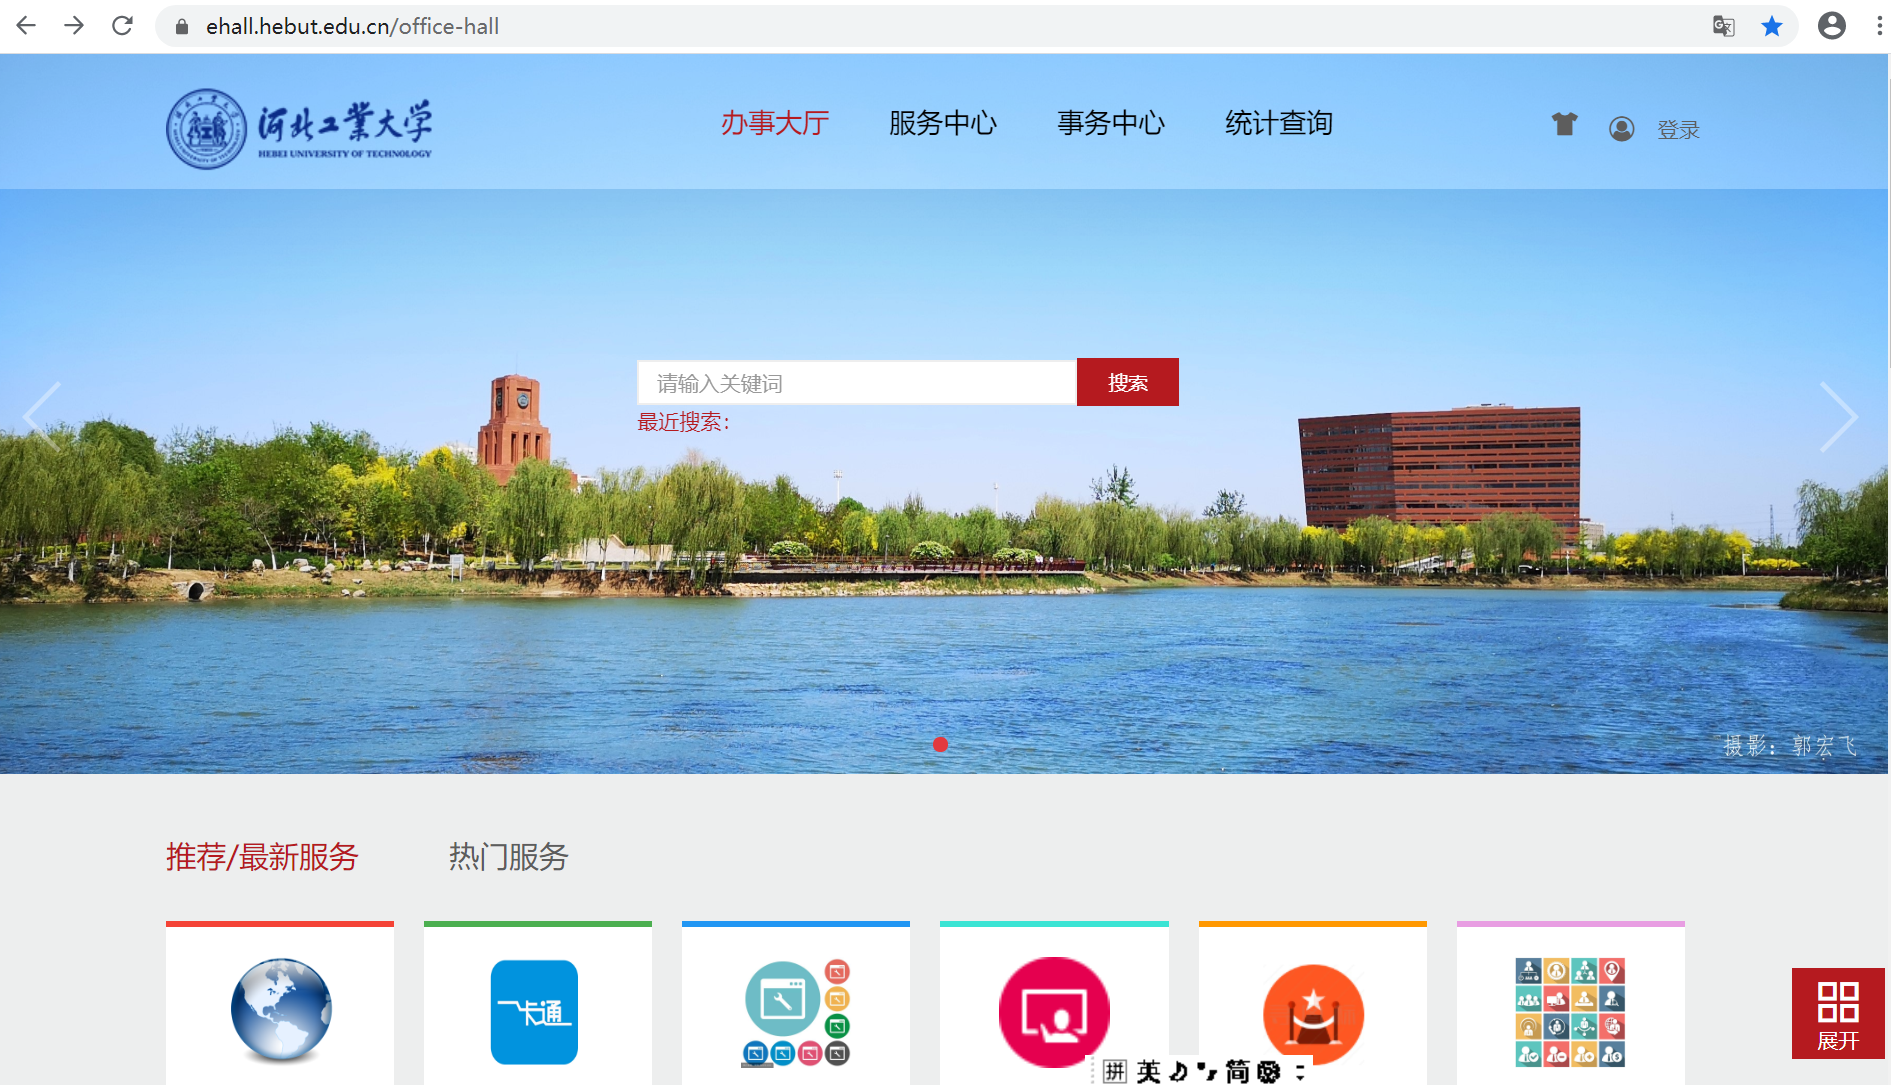 ehall.hebut.edu.cn/office-hall
河北工業大学
HEBEI UNIVERSITY OF TECHNOLOGY
办事大厅
服务中心
事务中心
统计查询
登录
请输入关键词
搜索
最近搜索：
摄影：郭宏飞
推荐/最新服务
热门服务
一卡通
展开
拼 英 简